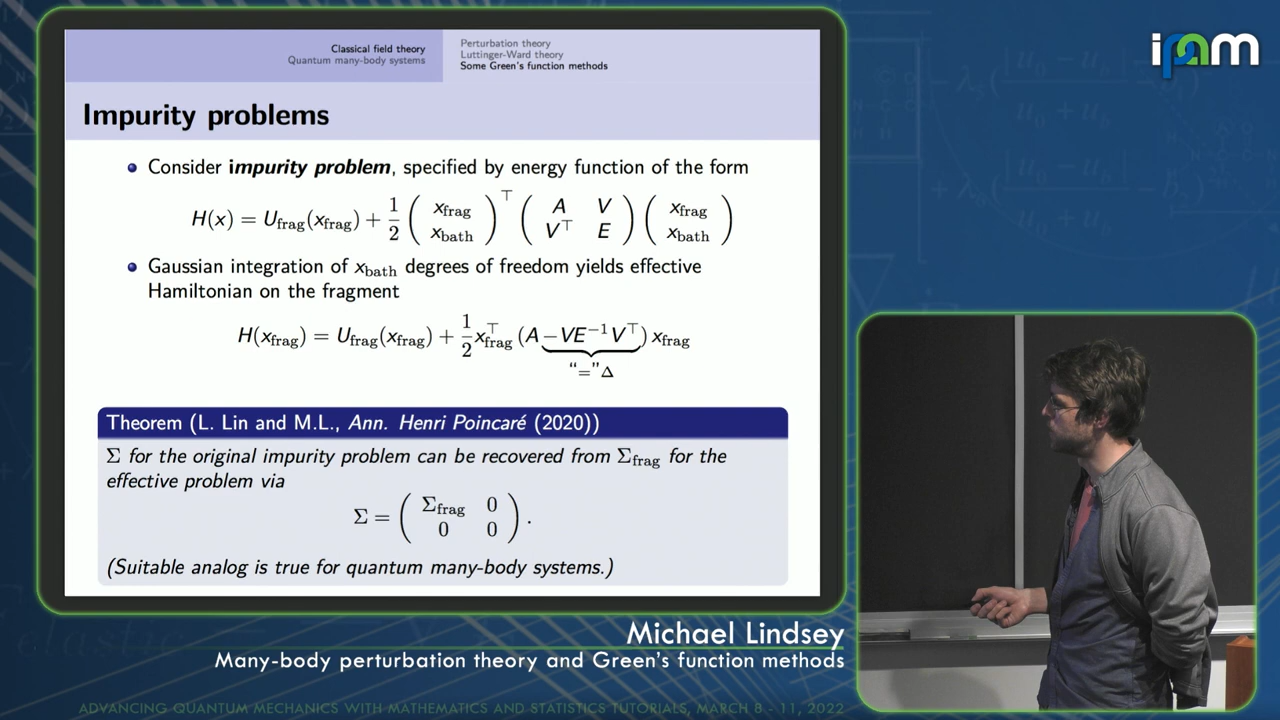 Classical field theory
Quantum many-body systems
Perturbation theory
Luttinger-Ward theory
Some Green's function methods
ipam
Impurity problems
Consider impurity problem, specified by energy function of the form
H(x) = U_frag(x_frag) + 1/2 ( x_frag x_bath )^⊤ ( A V V^⊤ E ) ( x_frag x_bath )
Gaussian integration of x_bath degrees of freedom yields effective
Hamiltonian on the fragment
H(x_frag) = U_frag(x_frag) + 1/2 x_frag^⊤ (A −VE^{−1}V^⊤) x_frag
"="Δ
Theorem (L. Lin and M.L., Ann. Henri Poincaré (2020))
Σ for the original impurity problem can be recovered from Σ_frag for the
effective problem via
Σ = ( Σ_frag 0 0 0 ) .
(Suitable analog is true for quantum many-body systems.)
Michael Lindsey
Many-body perturbation theory and Green's function methods
ADVANCING QUANTUM MECHANICS WITH MATHEMATICS AND STATISTICS TUTORIALS, MARCH 8 - 11, 2022